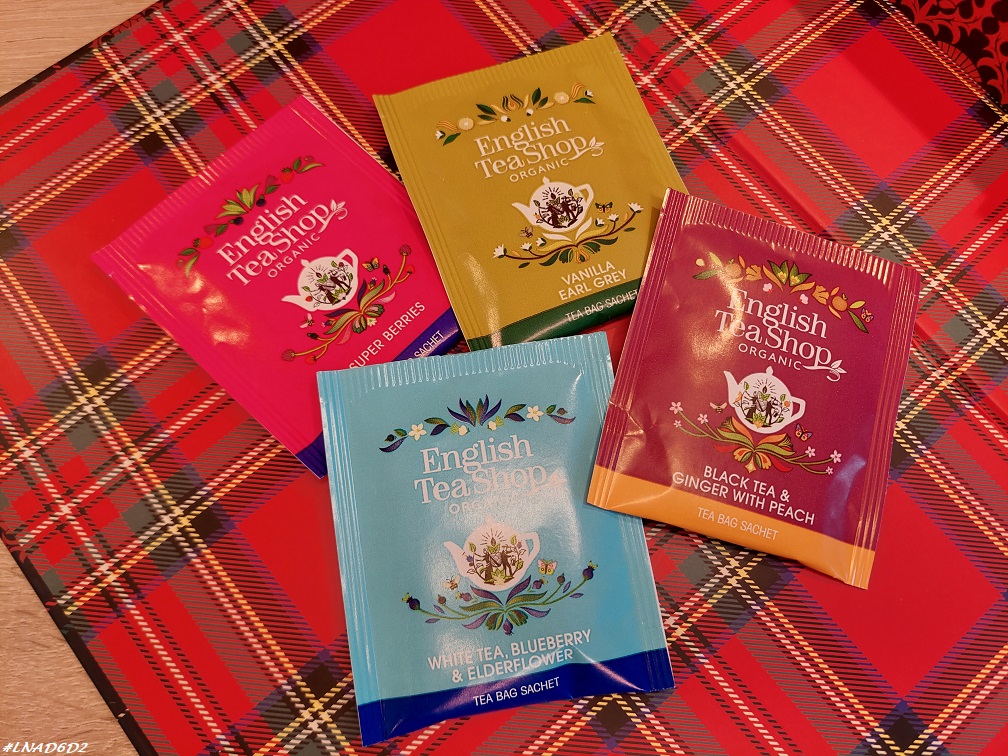 English
Tea Shop
ORGANIC
SUPER BERRIES
SACHET
English
Tea Shop
ORGANIC
VANILLA
EARL GREY
TEA BAG SACHET
English
Tea Shop
ORGANIC
BLACK TEA &
GINGER WITH PEACH
TEA BAG SACHET
English
Tea Shop
ORGANIC
WHITE TEA, BLUEBERRY
& ELDERFLOWER
TEA BAG SACHET
#LNAD6D2